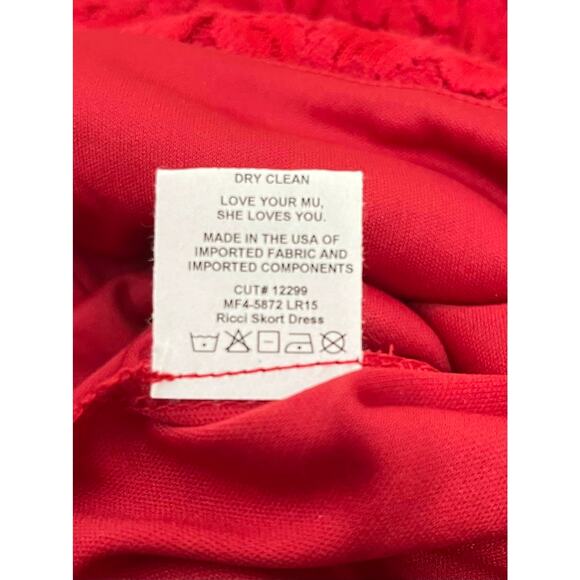 DRY CLEAN
LOVE YOUR MU,
SHE LOVES YOU.
MADE IN THE USA OF
IMPORTED FABRIC AND
IMPORTED COMPONENTS
CUT# 12299
MF4-5872 LR15
Ricci Skort Dress